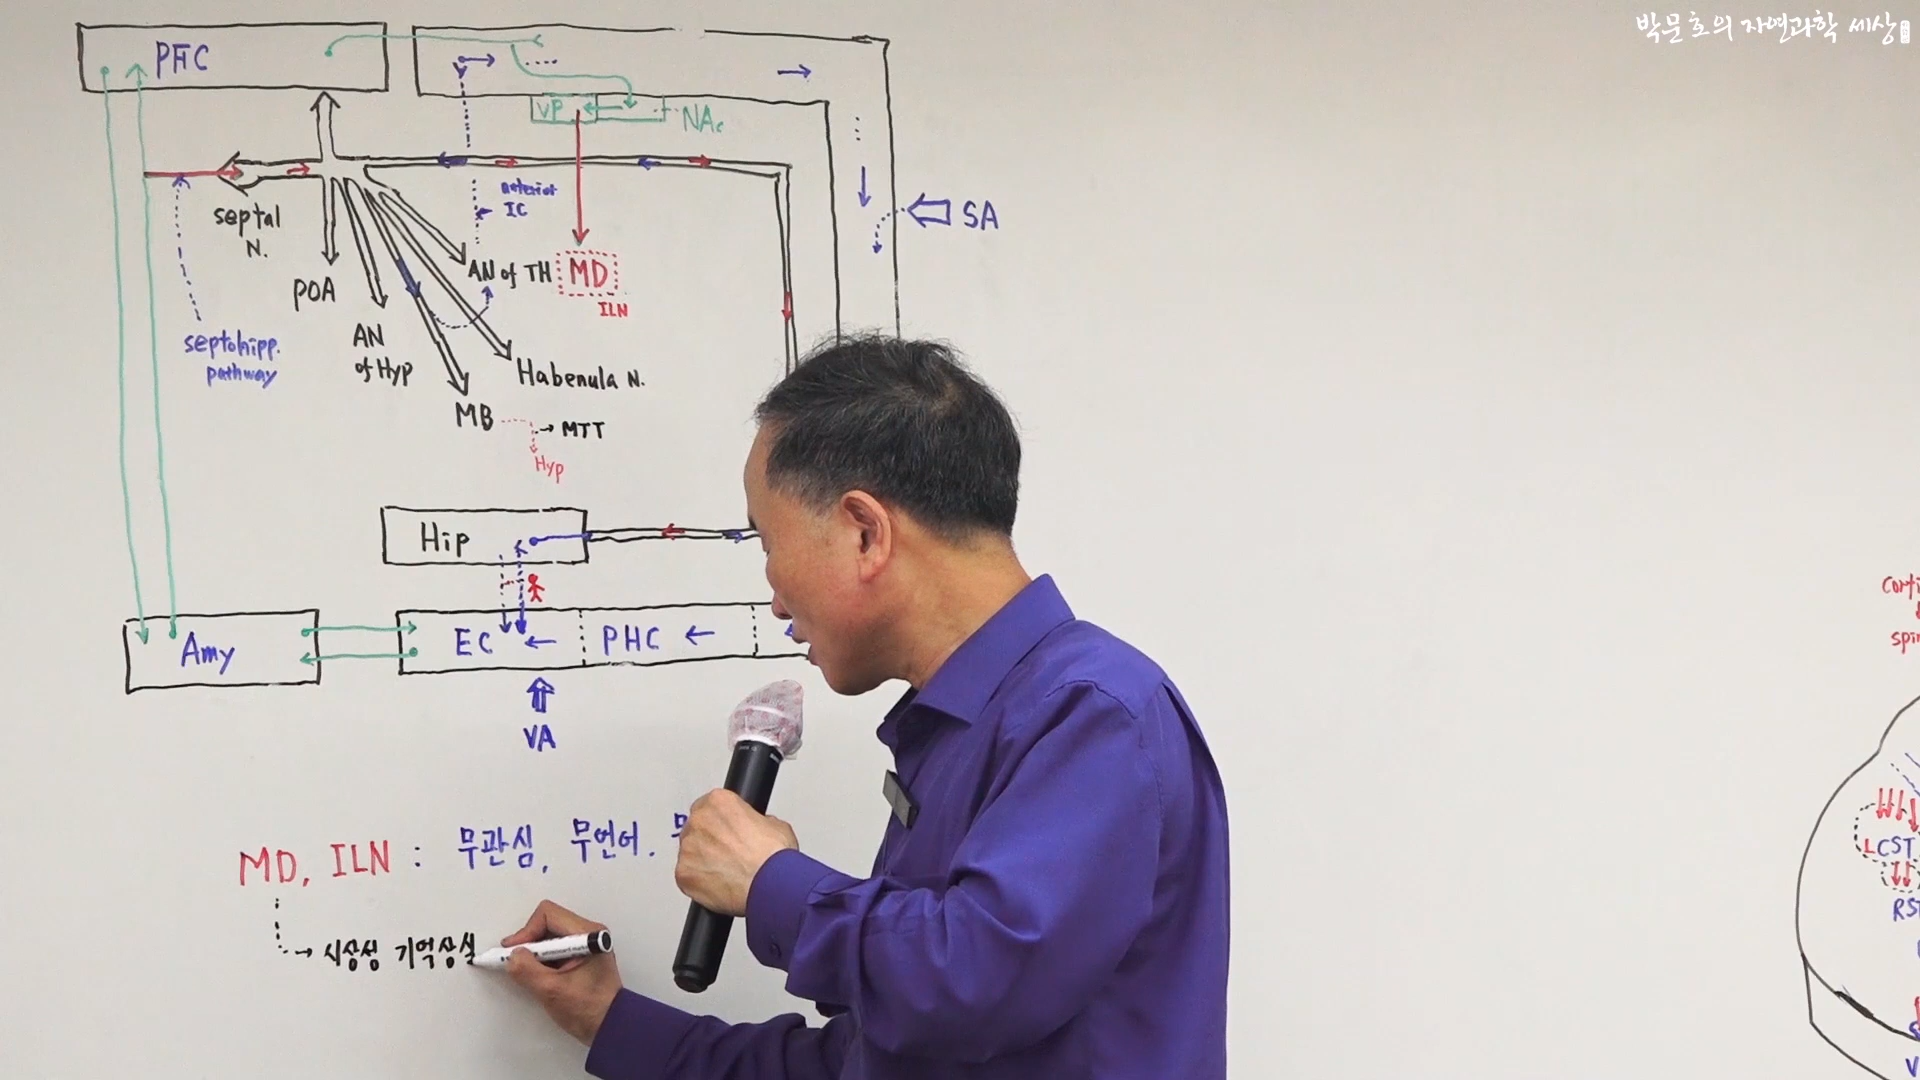 박문호의 자연과학 세상
PFC
VP
NAc
anterior
IC
SA
septal
N.
POA
AN of TH
MD
ILN
septohipp.
pathway
AN
of Hyp
Habenula N.
MB
MTT
Hyp
Hip
Amy
EC
PHC
VA
MD, ILN : 무관심, 무언어.
시상성 기억상실
LCST
RST